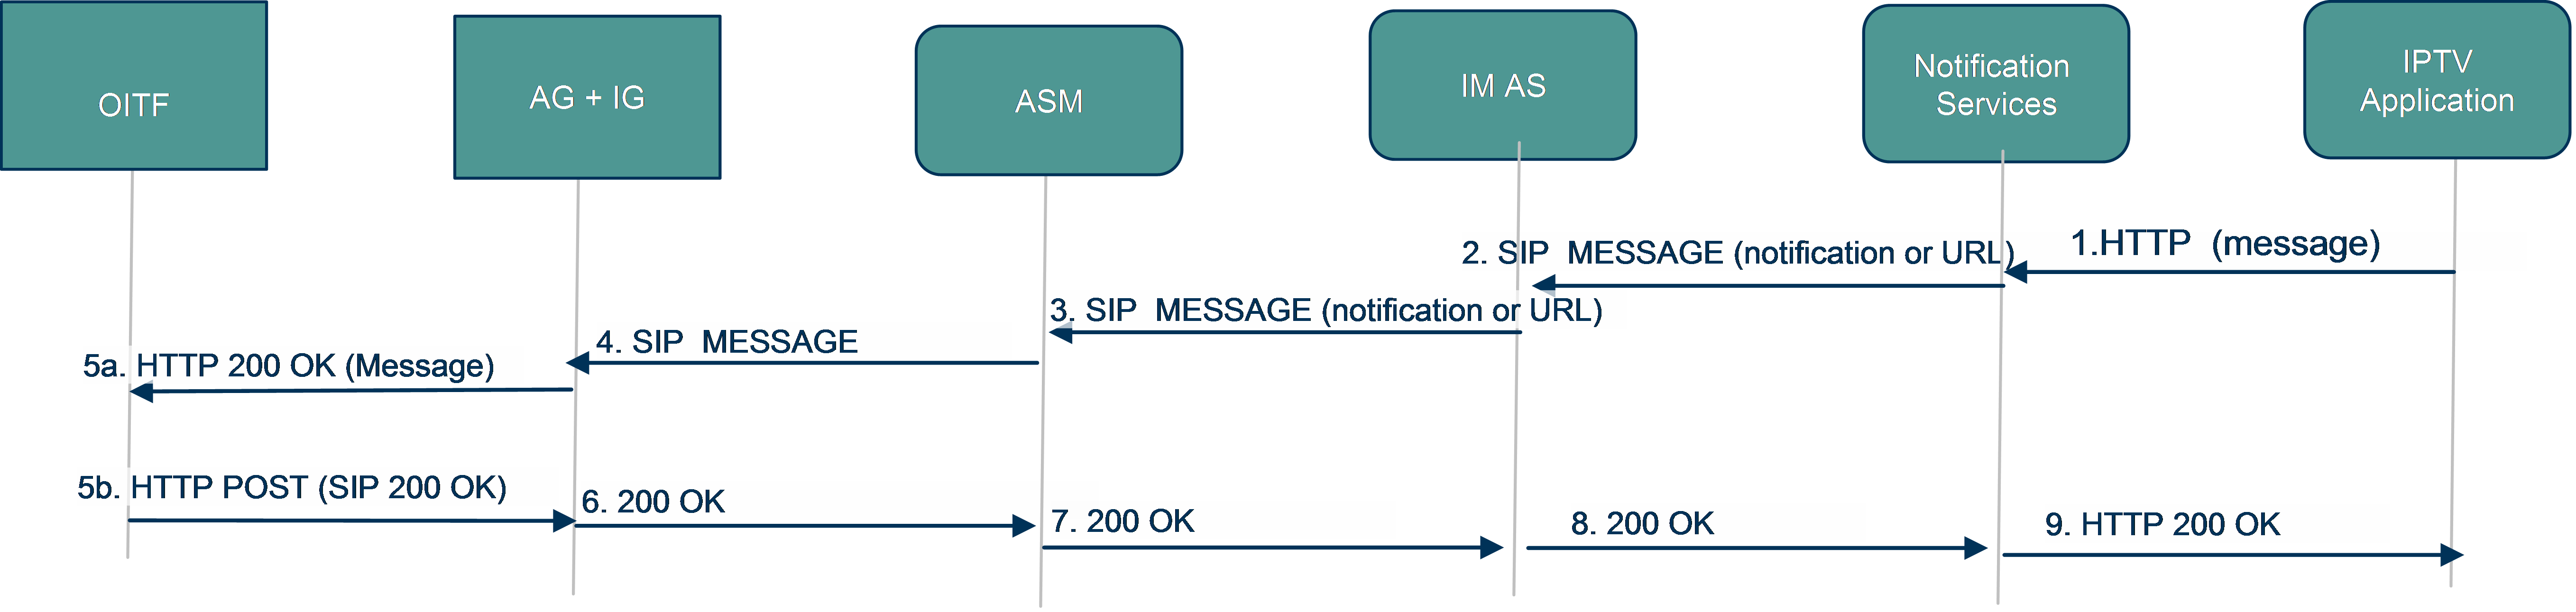 OITF
AG + IG
ASM
IM AS
Notification
Services
IPTV
Application
1.HTTP (message)
2. SIP MESSAGE (notification or URL)
3. SIP MESSAGE (notification or URL)
4. SIP MESSAGE
5a. HTTP 200 OK (Message)
5b. HTTP POST (SIP 200 OK)
6. 200 OK
7. 200 OK
8. 200 OK
9. HTTP 200 OK